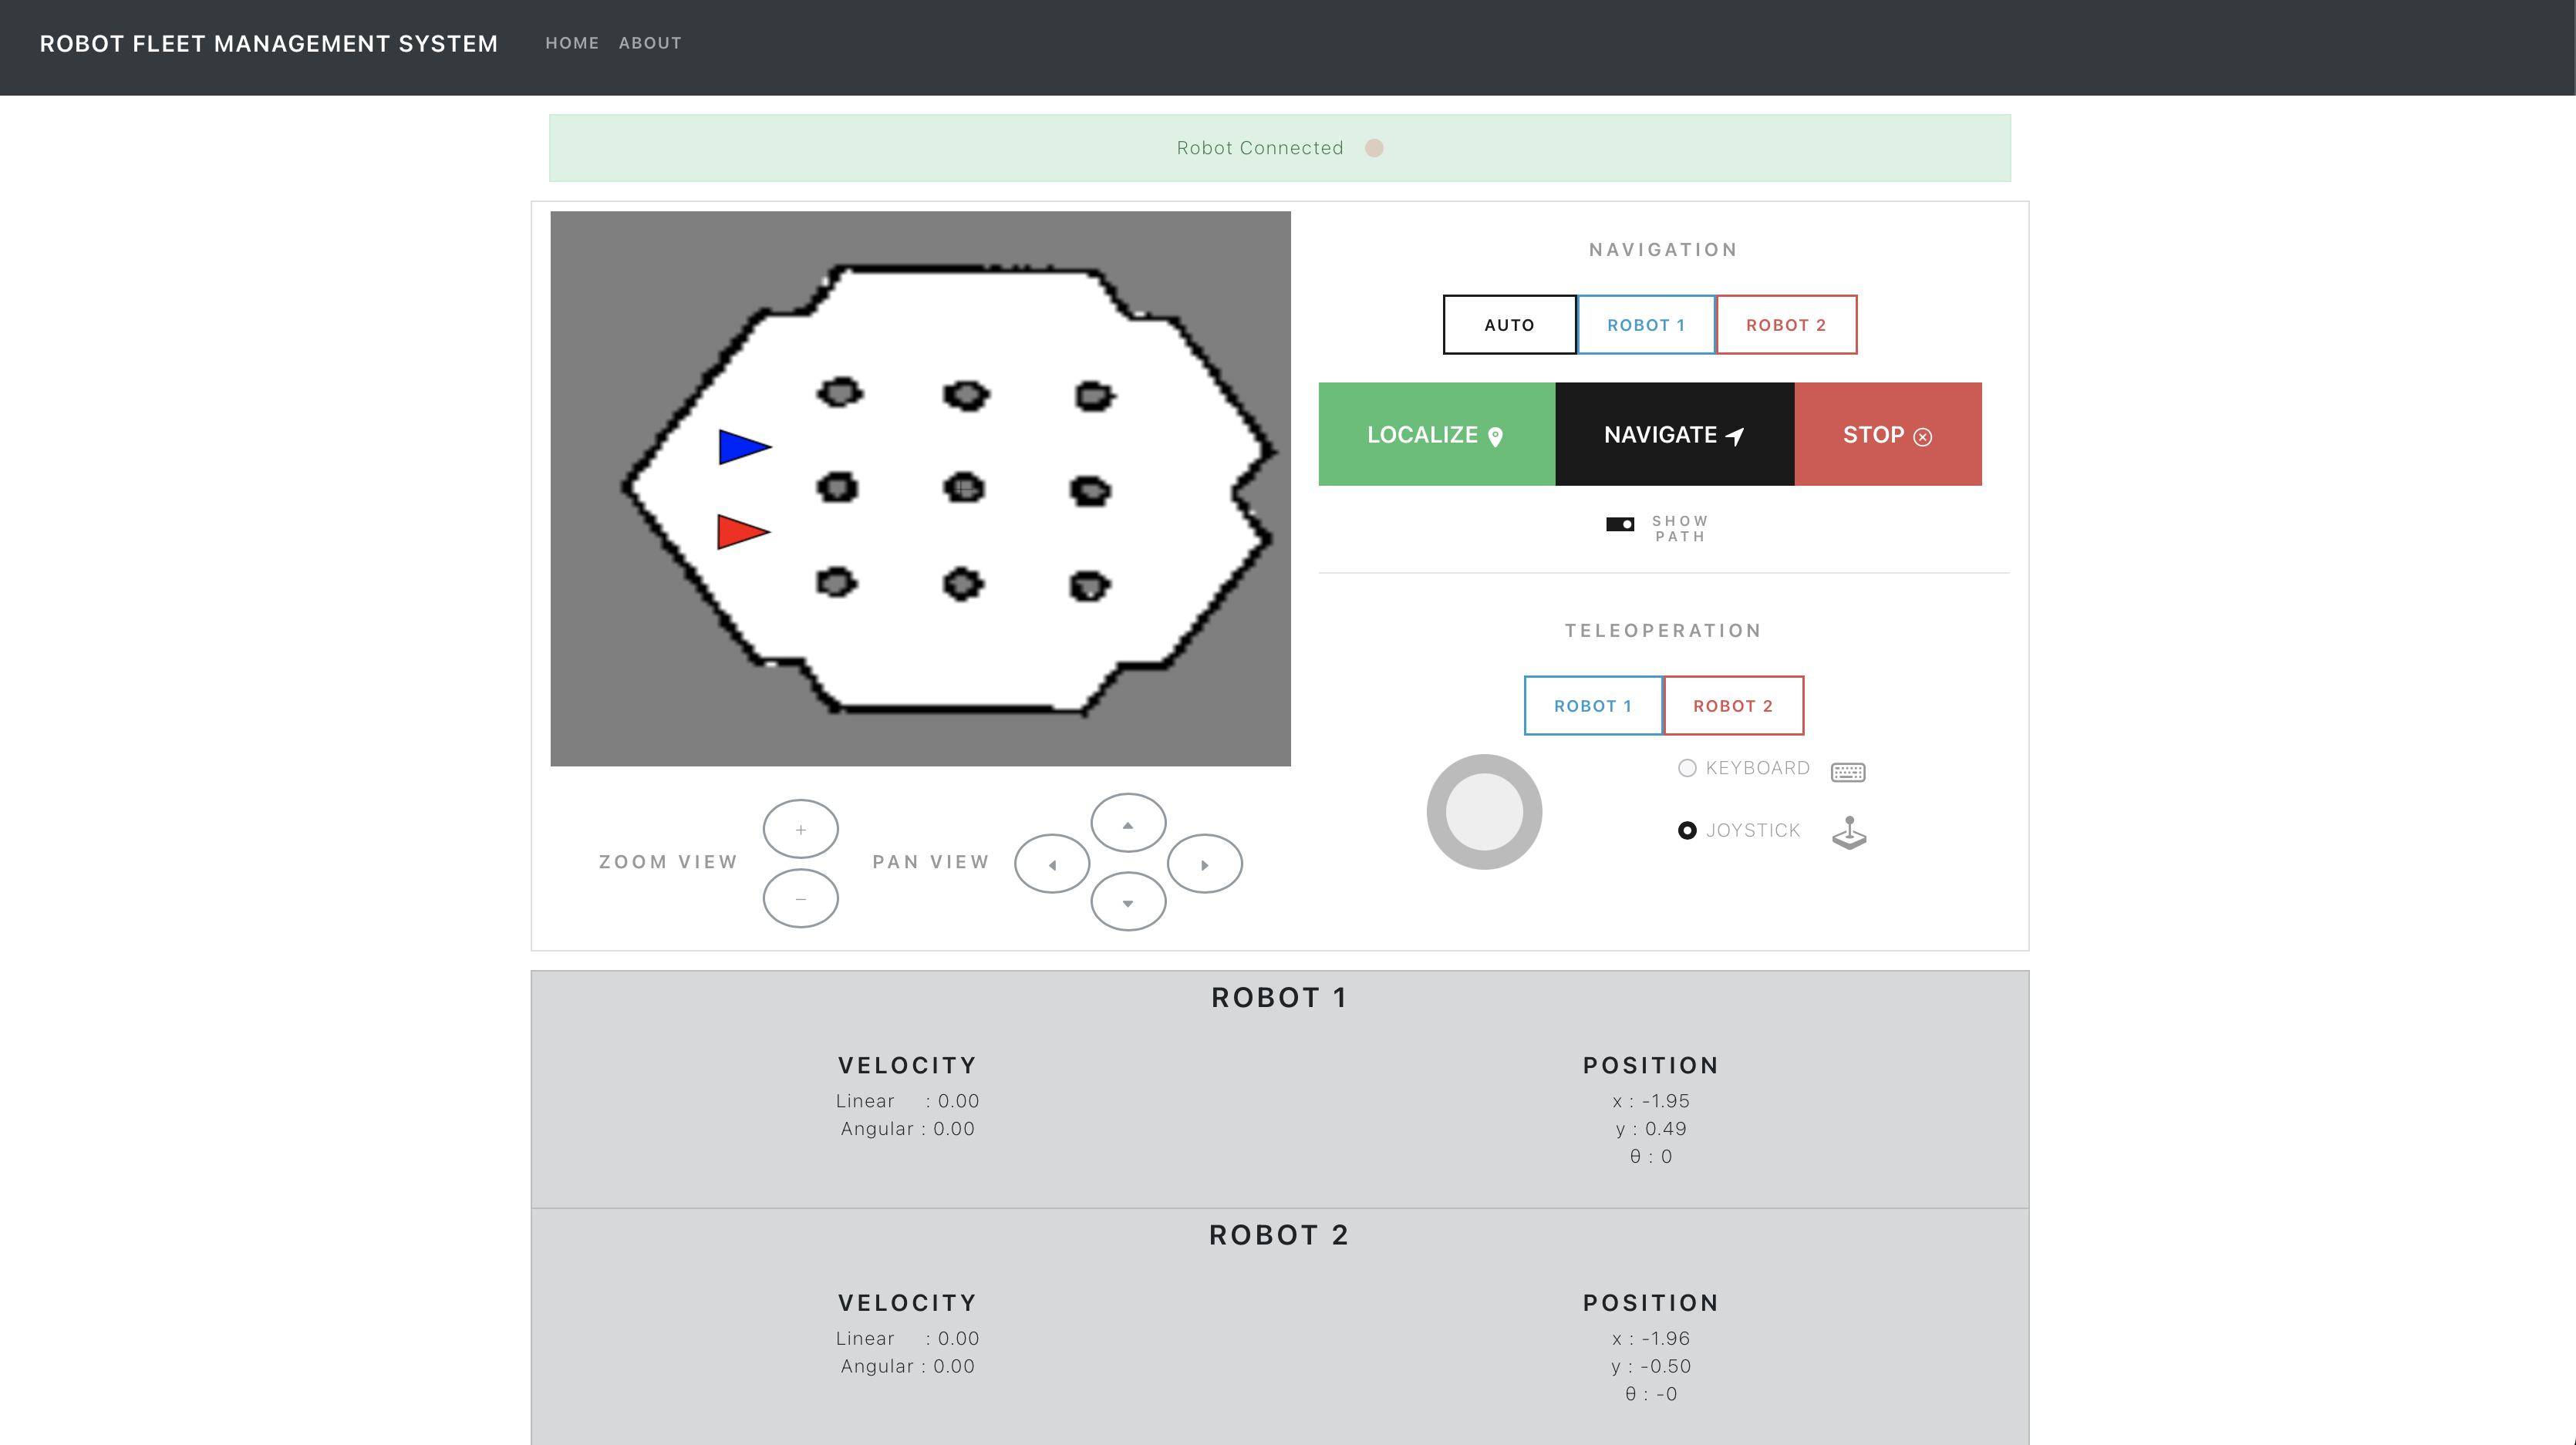 ROBOT FLEET MANAGEMENT SYSTEM HOME ABOUT
Robot Connected
NAVIGATION
AUTO ROBOT 1 ROBOT 2
LOCALIZE NAVIGATE STOP
SHOW
PATH
TELEOPERATION
ROBOT 1 ROBOT 2
KEYBOARD
JOYSTICK
ZOOM VIEW + − PAN VIEW
ROBOT 1
VELOCITY
Linear : 0.00
Angular : 0.00
POSITION
x : -1.95
y : 0.49
θ : 0
ROBOT 2
VELOCITY
Linear : 0.00
Angular : 0.00
POSITION
x : -1.96
y : -0.50
θ : -0